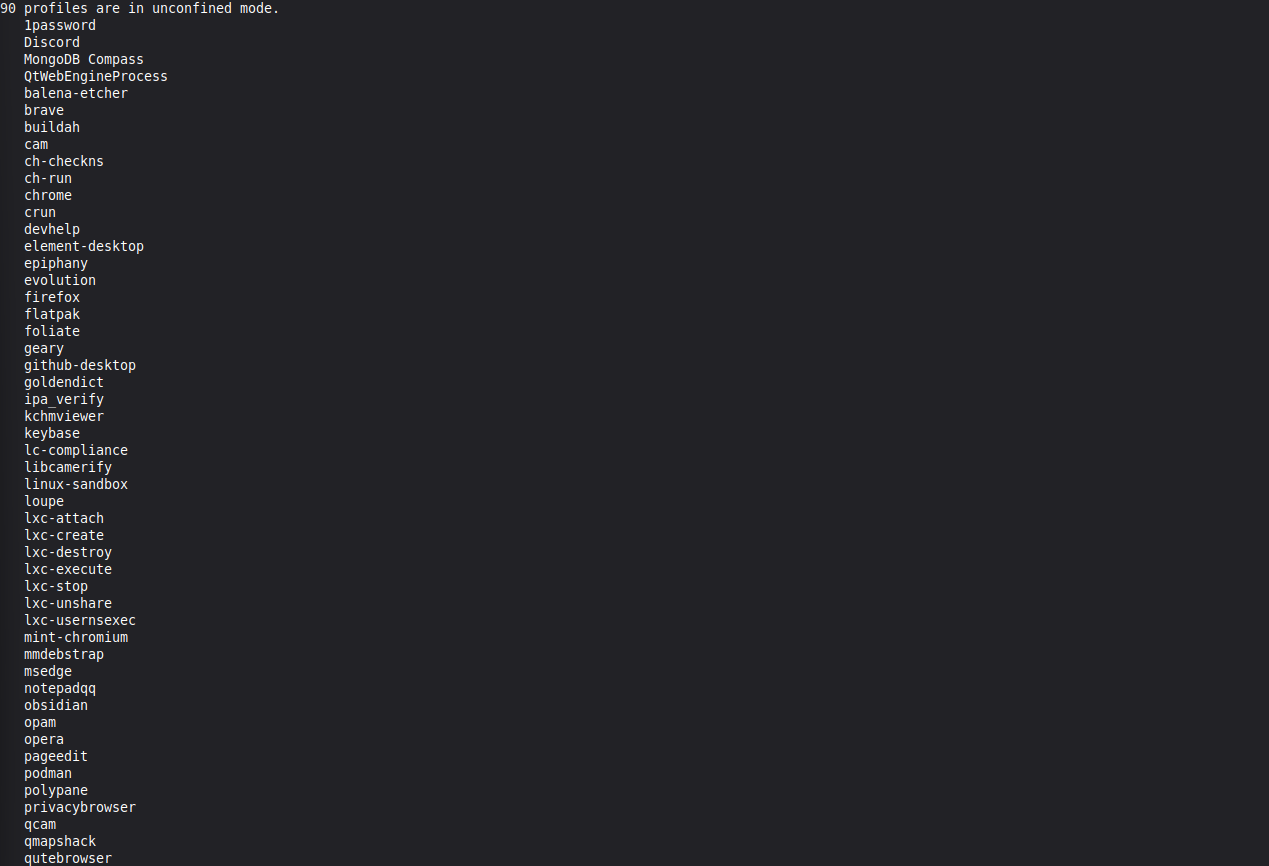 90 profiles are in unconfined mode.
1password
Discord
MongoDB Compass
QtWebEngineProcess
balena-etcher
brave
buildah
cam
ch-checkns
ch-run
chrome
crun
devhelp
element-desktop
epiphany
evolution
firefox
flatpak
foliate
geary
github-desktop
goldendict
ipa_verify
kchmviewer
keybase
lc-compliance
libcamerify
linux-sandbox
loupe
lxc-attach
lxc-create
lxc-destroy
lxc-execute
lxc-stop
lxc-unshare
lxc-usernsexec
mint-chromium
mmdebstrap
msedge
notepadqq
obsidian
opam
opera
pageedit
podman
polypane
privacybrowser
qcam
qmapshack
qutebrowser